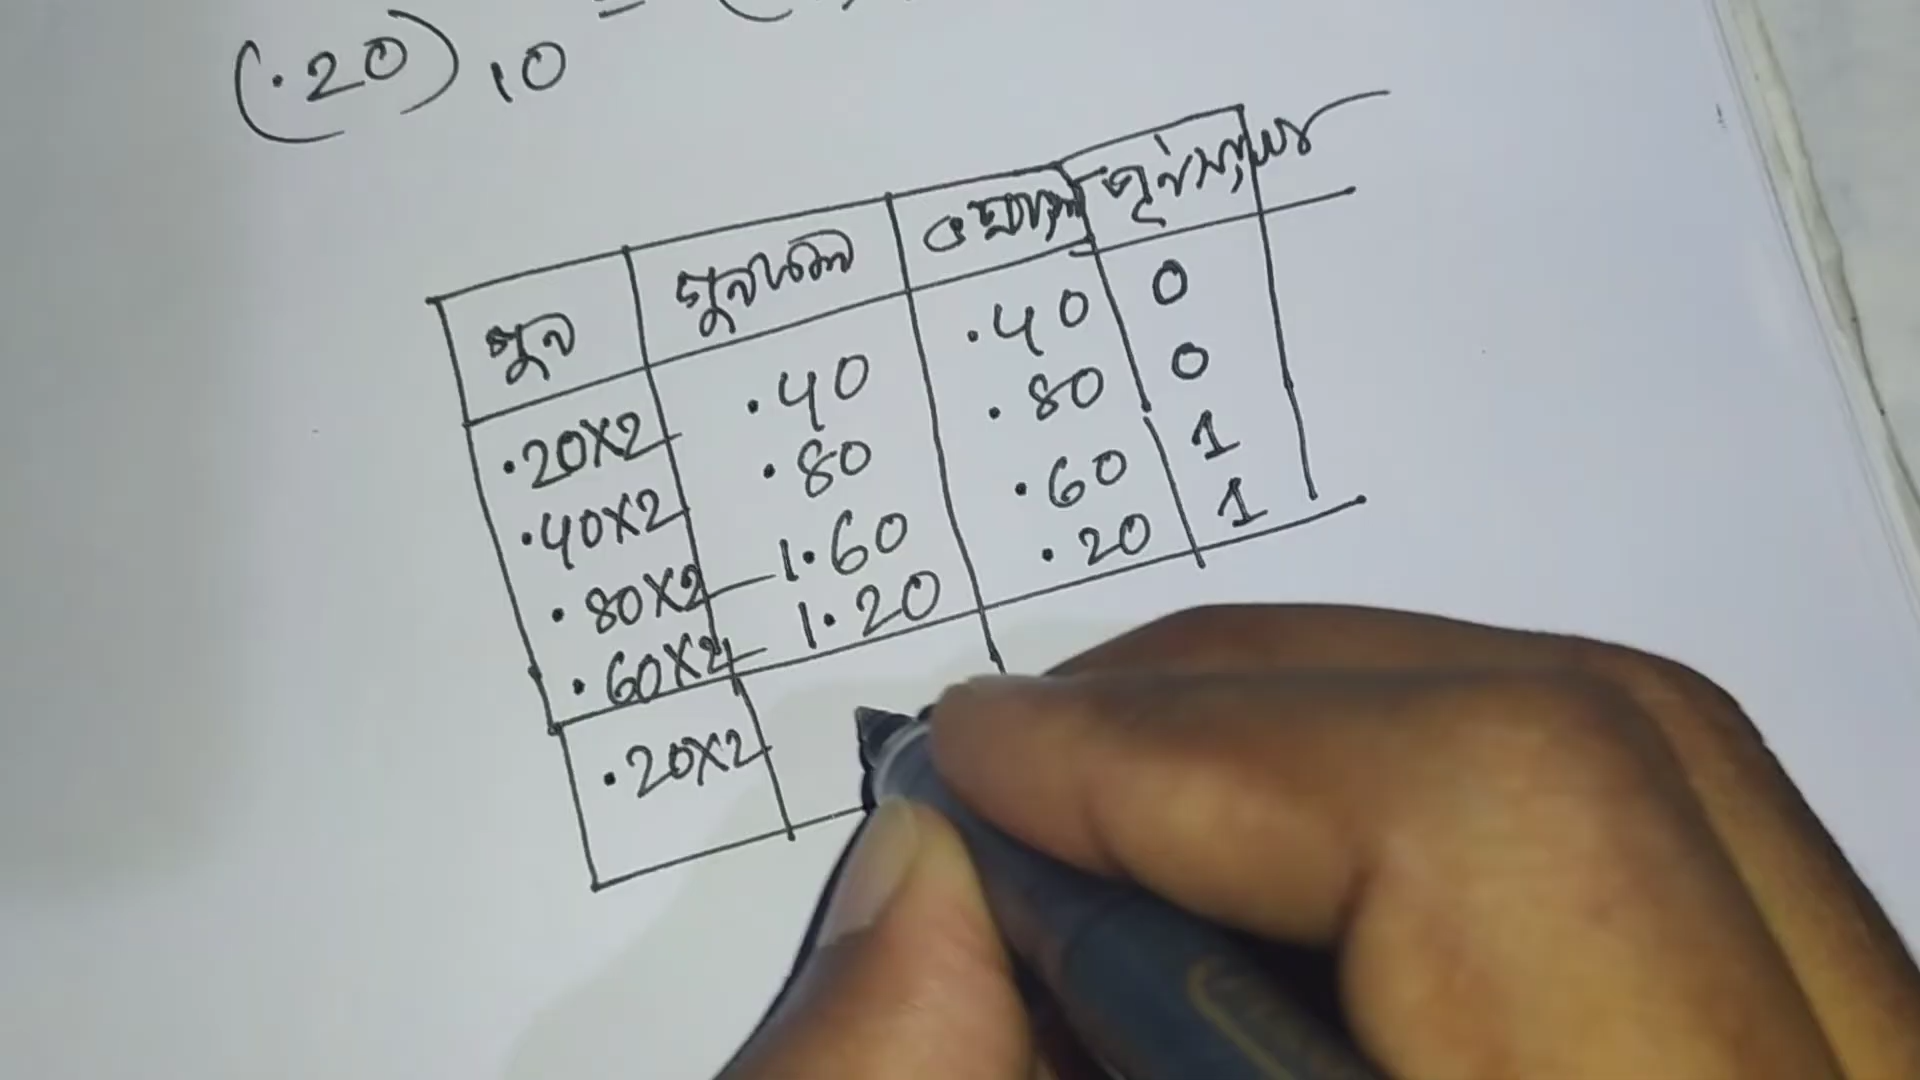 (.20)10 =
গুন গুনফল ভগ্নাংশ পূর্ণসংখ্যা
.20X2 .40 .40 0
.40X2 .80 .80 0
.80X2 1.60 .60 1
.60X2 1.20 .20 1
.20X2